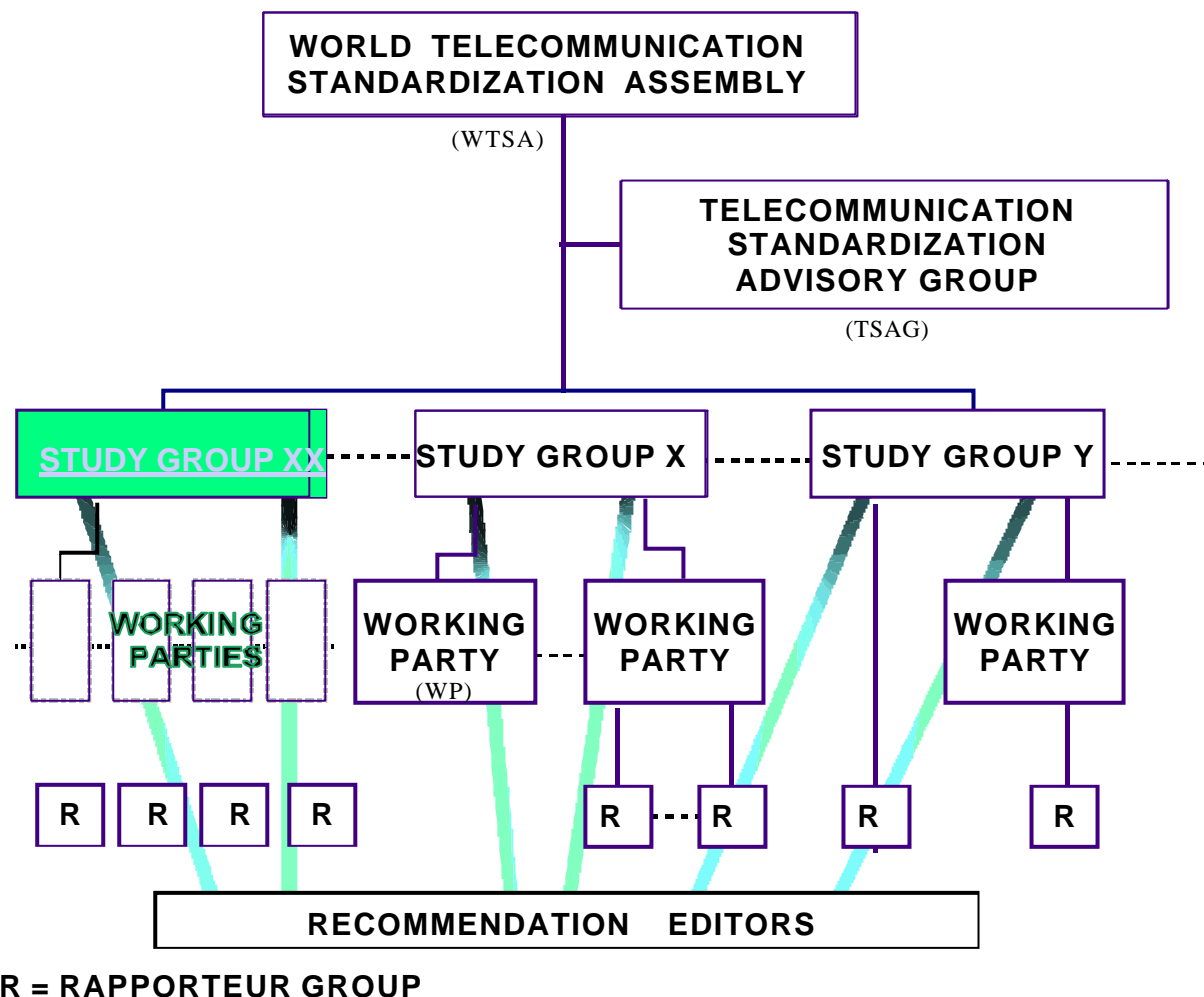 WORLD TELECOMMUNICATION
STANDARDIZATION ASSEMBLY
(WTSA)
TELECOMMUNICATION
STANDARDIZATION
ADVISORY GROUP
(TSAG)
STUDY GROUP XX
STUDY GROUP X
STUDY GROUP Y
WORKING
PARTIES
WORKING
PARTY
(WP)
WORKING
PARTY
WORKING
PARTY
R R R R R R R R
RECOMMENDATION EDITORS
R = RAPPORTEUR GROUP